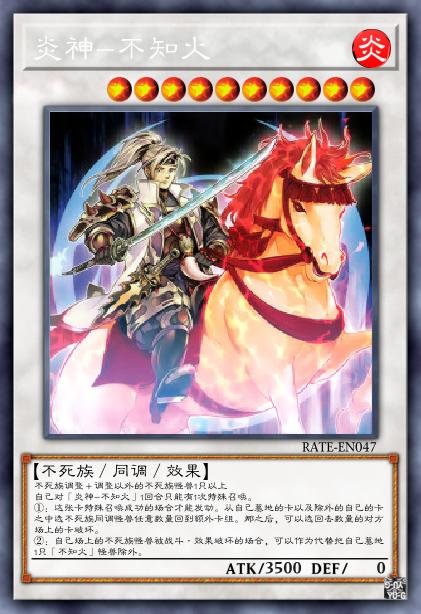 炎神-不知火
炎
RATE-EN047
【不死族/同调/效果】
不死族调整+调整以外的不死族怪兽1只以上
自己对「炎神-不知火」1回合只能有1次特殊召唤。
①:这张卡特殊召唤成功的场合才能发动。从自己墓地的卡以及除外的自己的卡
之中选不死族同调怪兽任意数量回到额外卡组。那之后,可以选回去数量的对方
场上的卡破坏。
②:自己场上的不死族怪兽被战斗·效果破坏的场合,可以作为代替把自己墓地
1只「不知火」怪兽除外。
ATK/3500 DEF/ 0